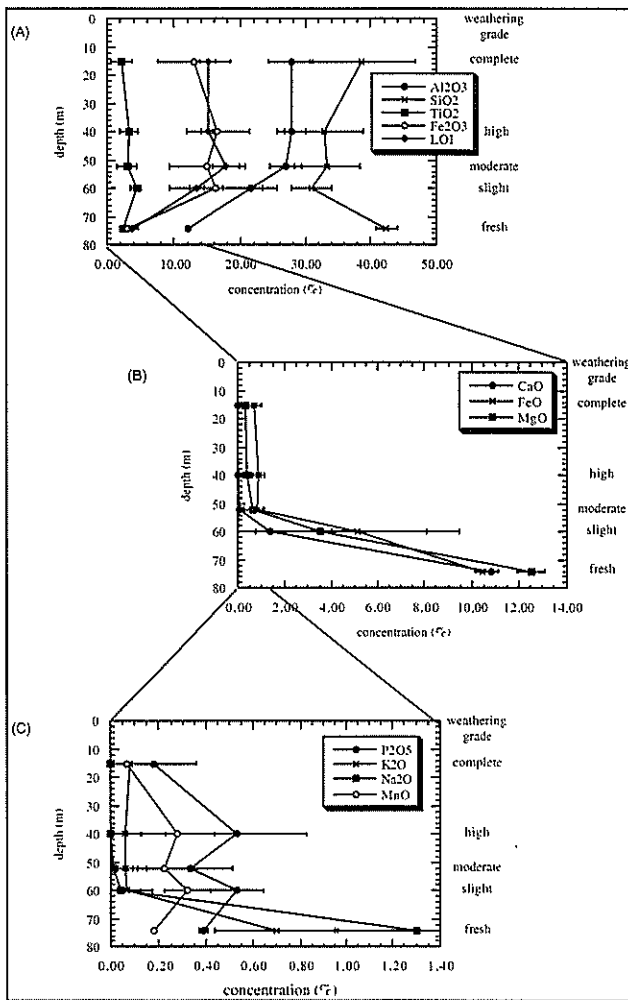 (A)
weathering
grade
0
10
20
30
40
50
60
70
80
depth (m)
complete
high
moderate
slight
fresh
Al2O3
SiO2
TiO2
Fe2O3
LOI
0.00 10.00 20.00 30.00 40.00 50.00
concentration (%)
(B)
weathering
grade
0
10
20
30
40
50
60
70
80
depth (m)
complete
high
moderate
slight
fresh
CaO
FeO
MgO
0.00 2.00 4.00 6.00 8.00 10.00 12.00 14.00
concentration (%)
(C)
weathering
grade
0
10
20
30
40
50
60
70
80
depth (m)
complete
high
moderate
slight
fresh
P2O5
K2O
Na2O
MnO
0.00 0.20 0.40 0.60 0.80 1.00 1.20 1.40
concentration (%)